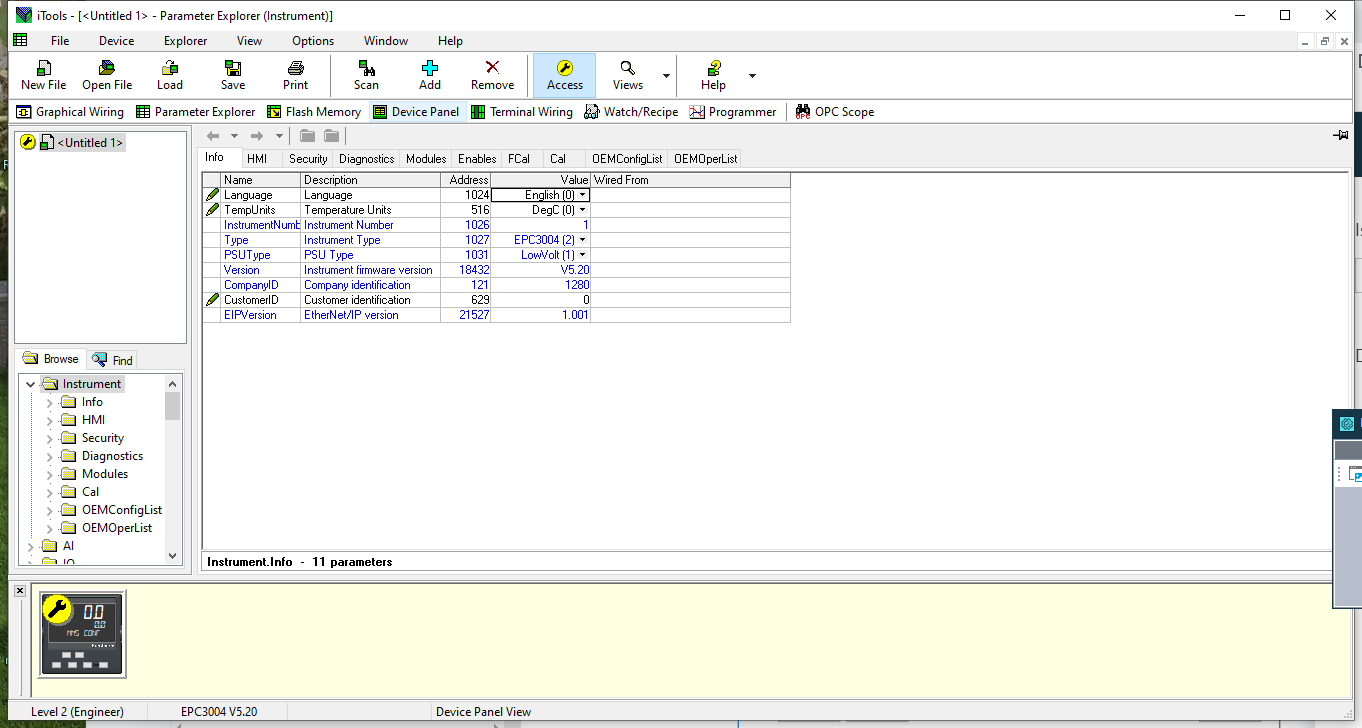 iTools - [<Untitled 1> - Parameter Explorer (Instrument)]
File Device Explorer View Options Window Help
New File Open File Load Save Print Scan Add Remove Access Views Help
Graphical Wiring Parameter Explorer Flash Memory Device Panel Terminal Wiring Watch/Recipe Programmer OPC Scope
<Untitled 1>
Info HMI Security Diagnostics Modules Enables FCal Cal OEMConfigList OEMOperList
Name Description Address Value Wired From
Language Language 1024 English (0)
TempUnits Temperature Units 516 DegC (0)
InstrumentNumb Instrument Number 1026 1
Type Instrument Type 1027 EPC3004 (2)
PSUType PSU Type 1031 LowVolt (1)
Version Instrument firmware version 18432 V5.20
CompanyID Company identification 121 1280
CustomerID Customer identification 629 0
EIPVersion EtherNet/IP version 21527 1.001
Browse Find
Instrument
Info
HMI
Security
Diagnostics
Modules
Cal
OEMConfigList
OEMOperList
AI
IO
Instrument.Info - 11 parameters
0.0
0.0
MMS CONF
Level 2 (Engineer) EPC3004 V5.20 Device Panel View